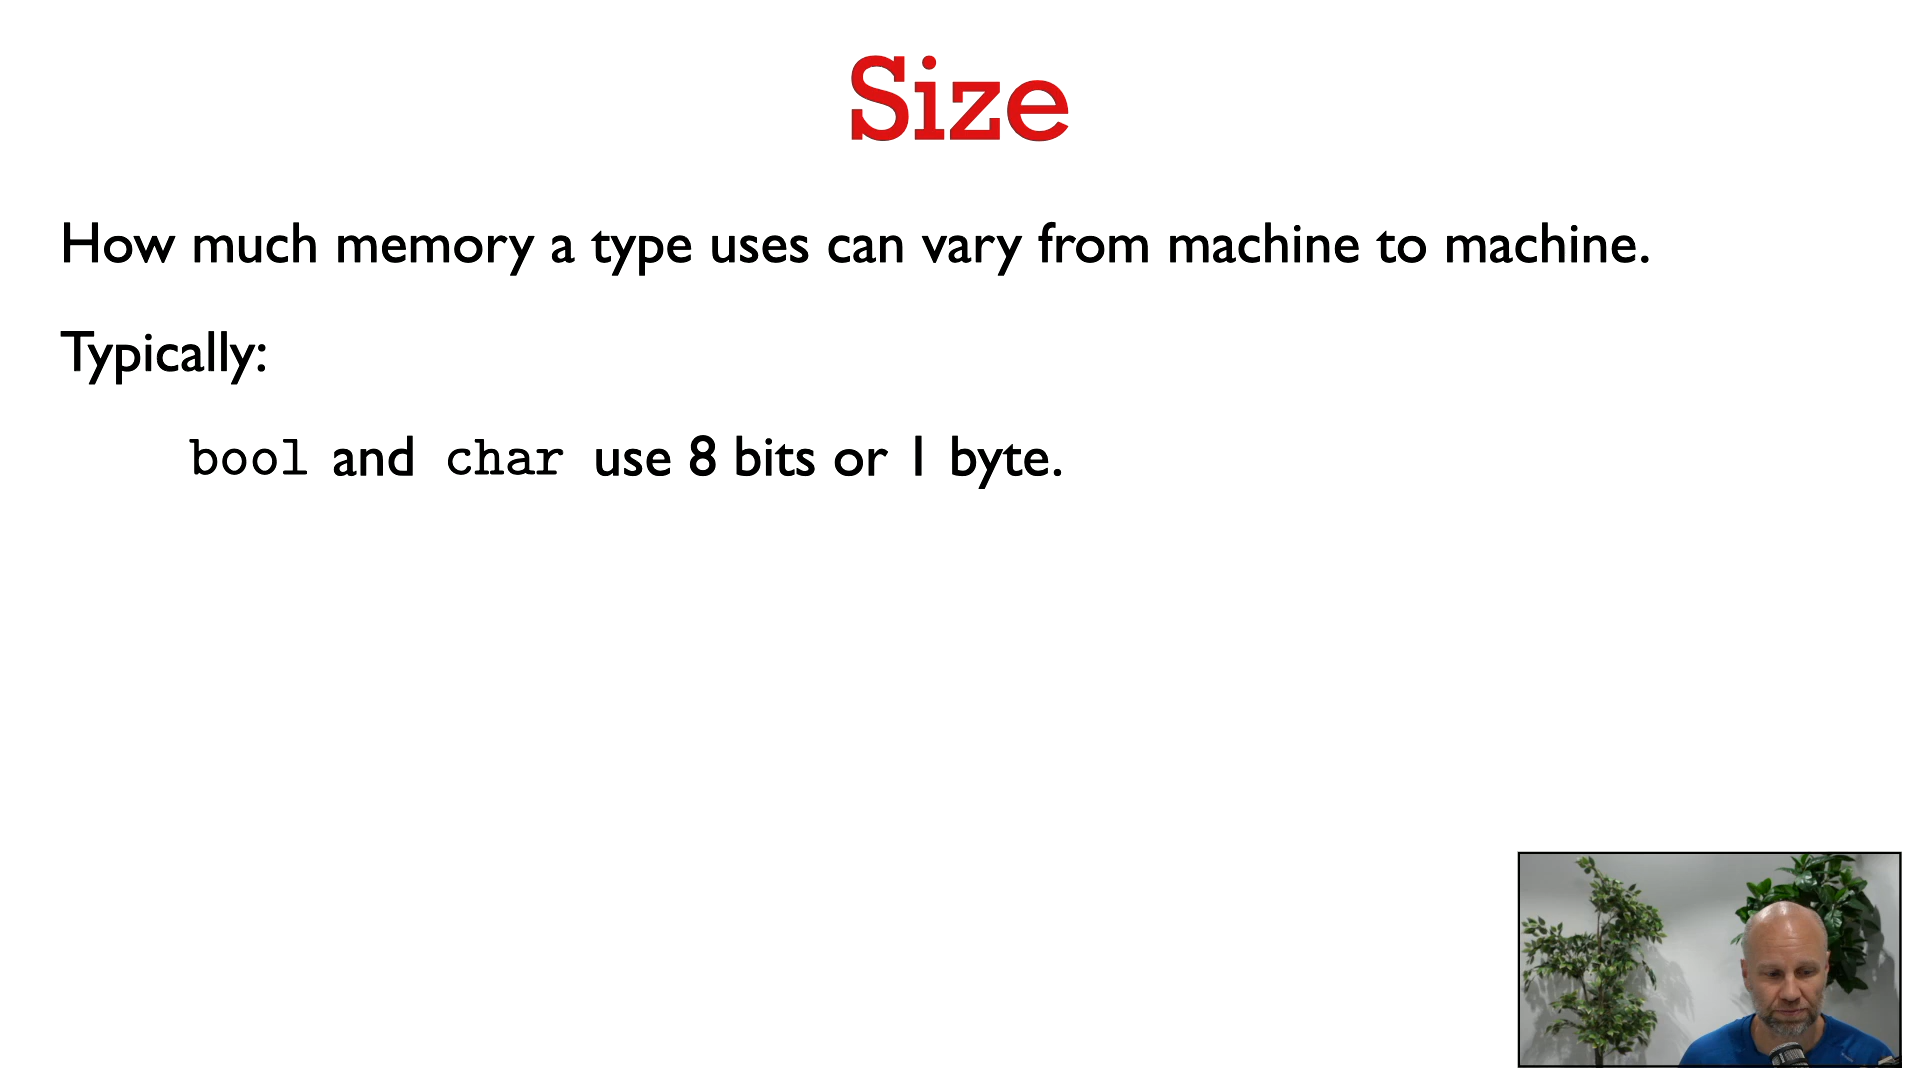 Size
How much memory a type uses can vary from machine to machine.
Typically:
bool and char use 8 bits or 1 byte.